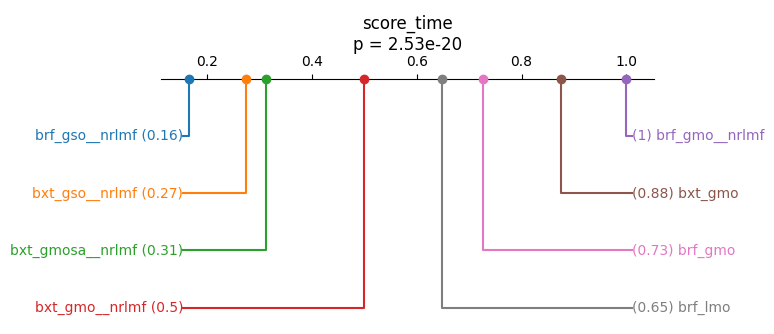 score_time
p = 2.53e-20
0.2 0.4 0.6 0.8 1.0
brf_gso__nrlmf (0.16) (1) brf_gmo__nrlmf
bxt_gso__nrlmf (0.27) (0.88) bxt_gmo
bxt_gmosa__nrlmf (0.31) (0.73) brf_gmo
bxt_gmo__nrlmf (0.5) (0.65) brf_lmo